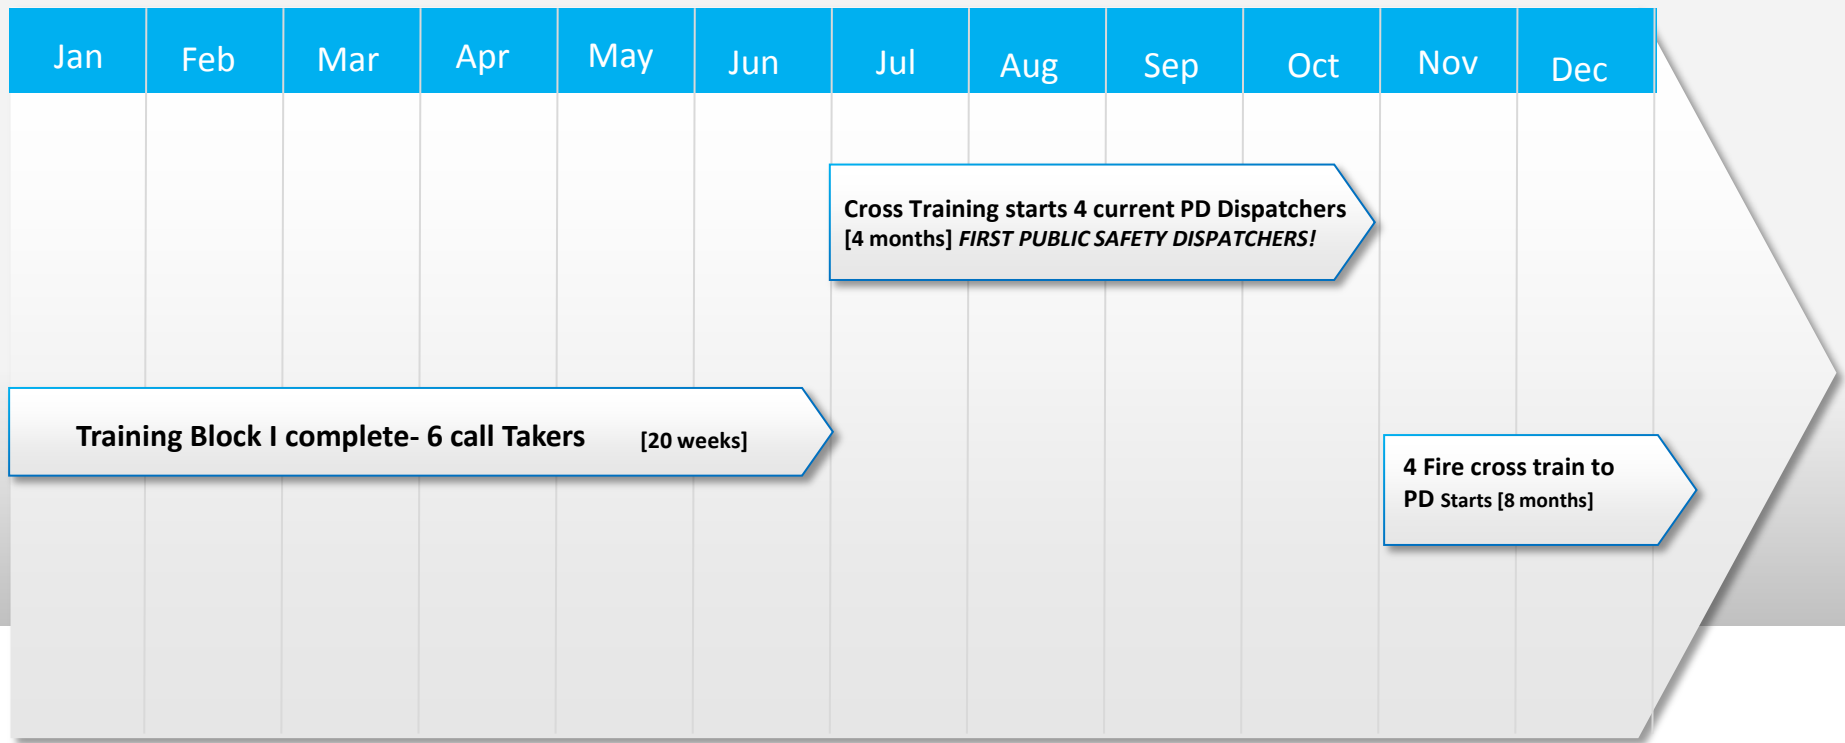 Jan Feb Mar Apr May Jun Jul Aug Sep Oct Nov Dec
Cross Training starts 4 current PD Dispatchers
[4 months] FIRST PUBLIC SAFETY DISPATCHERS!
Training Block I complete- 6 call Takers [20 weeks]
4 Fire cross train to
PD Starts [8 months]